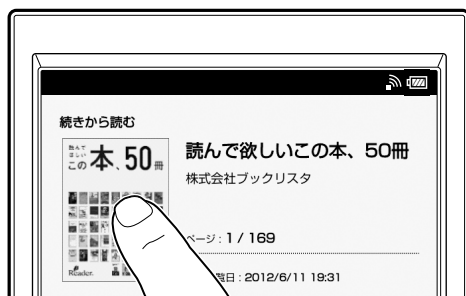 続きから読む
読んで
ほしい
この本、50冊
Reader
読んで欲しいこの本、50冊
株式会社ブックリスタ
ページ : 1 / 169
覧日 : 2012/6/11 19:31